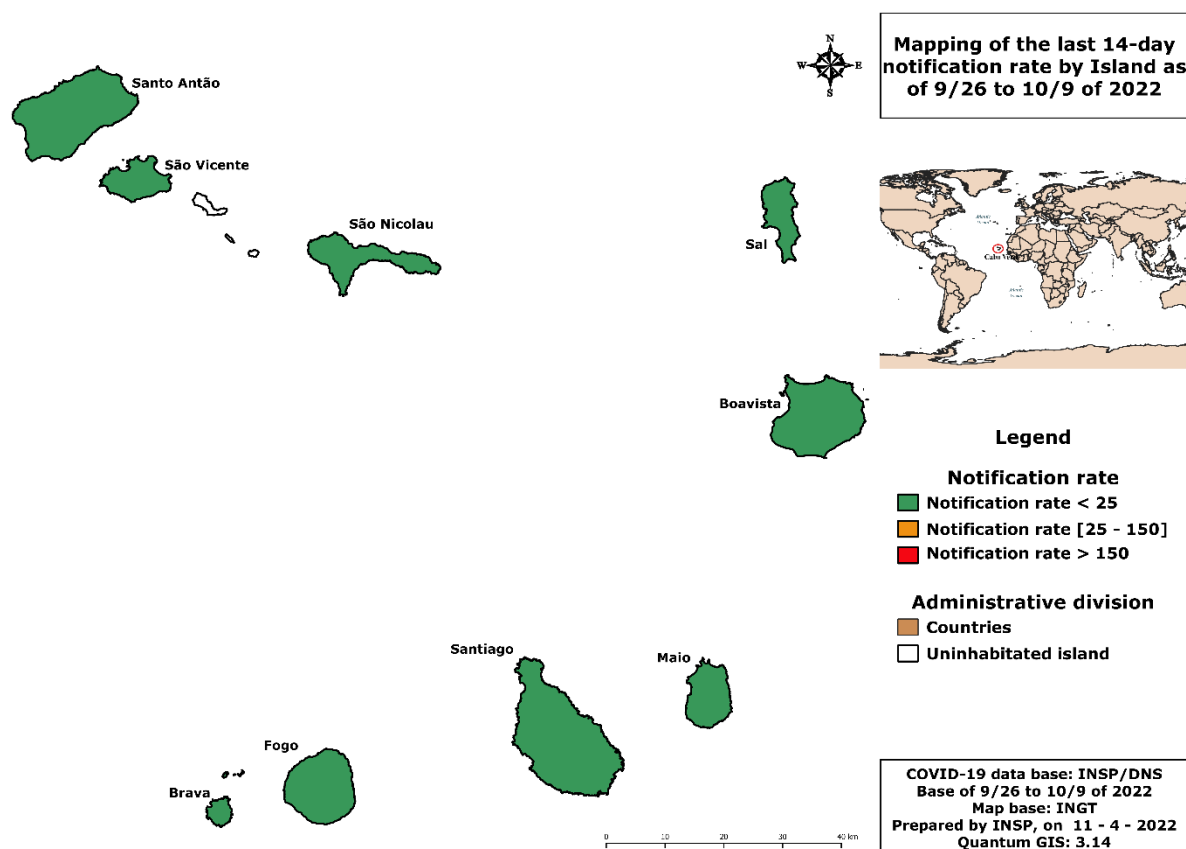 Mapping of the last 14-day
notification rate by Island as
of 9/26 to 10/9 of 2022
N
W
E
S
Santo Antão
São Vicente
São Nicolau
Sal
Boavista
Santiago
Maio
Fogo
Brava
Legend
Notification rate
Notification rate < 25
Notification rate [25 - 150]
Notification rate > 150
Administrative division
Countries
Uninhabitated island
0 10 20 30 40 km
COVID-19 data base: INSP/DNS
Base of 9/26 to 10/9 of 2022
Map base: INGT
Prepared by INSP, on 11 - 4 - 2022
Quantum GIS: 3.14